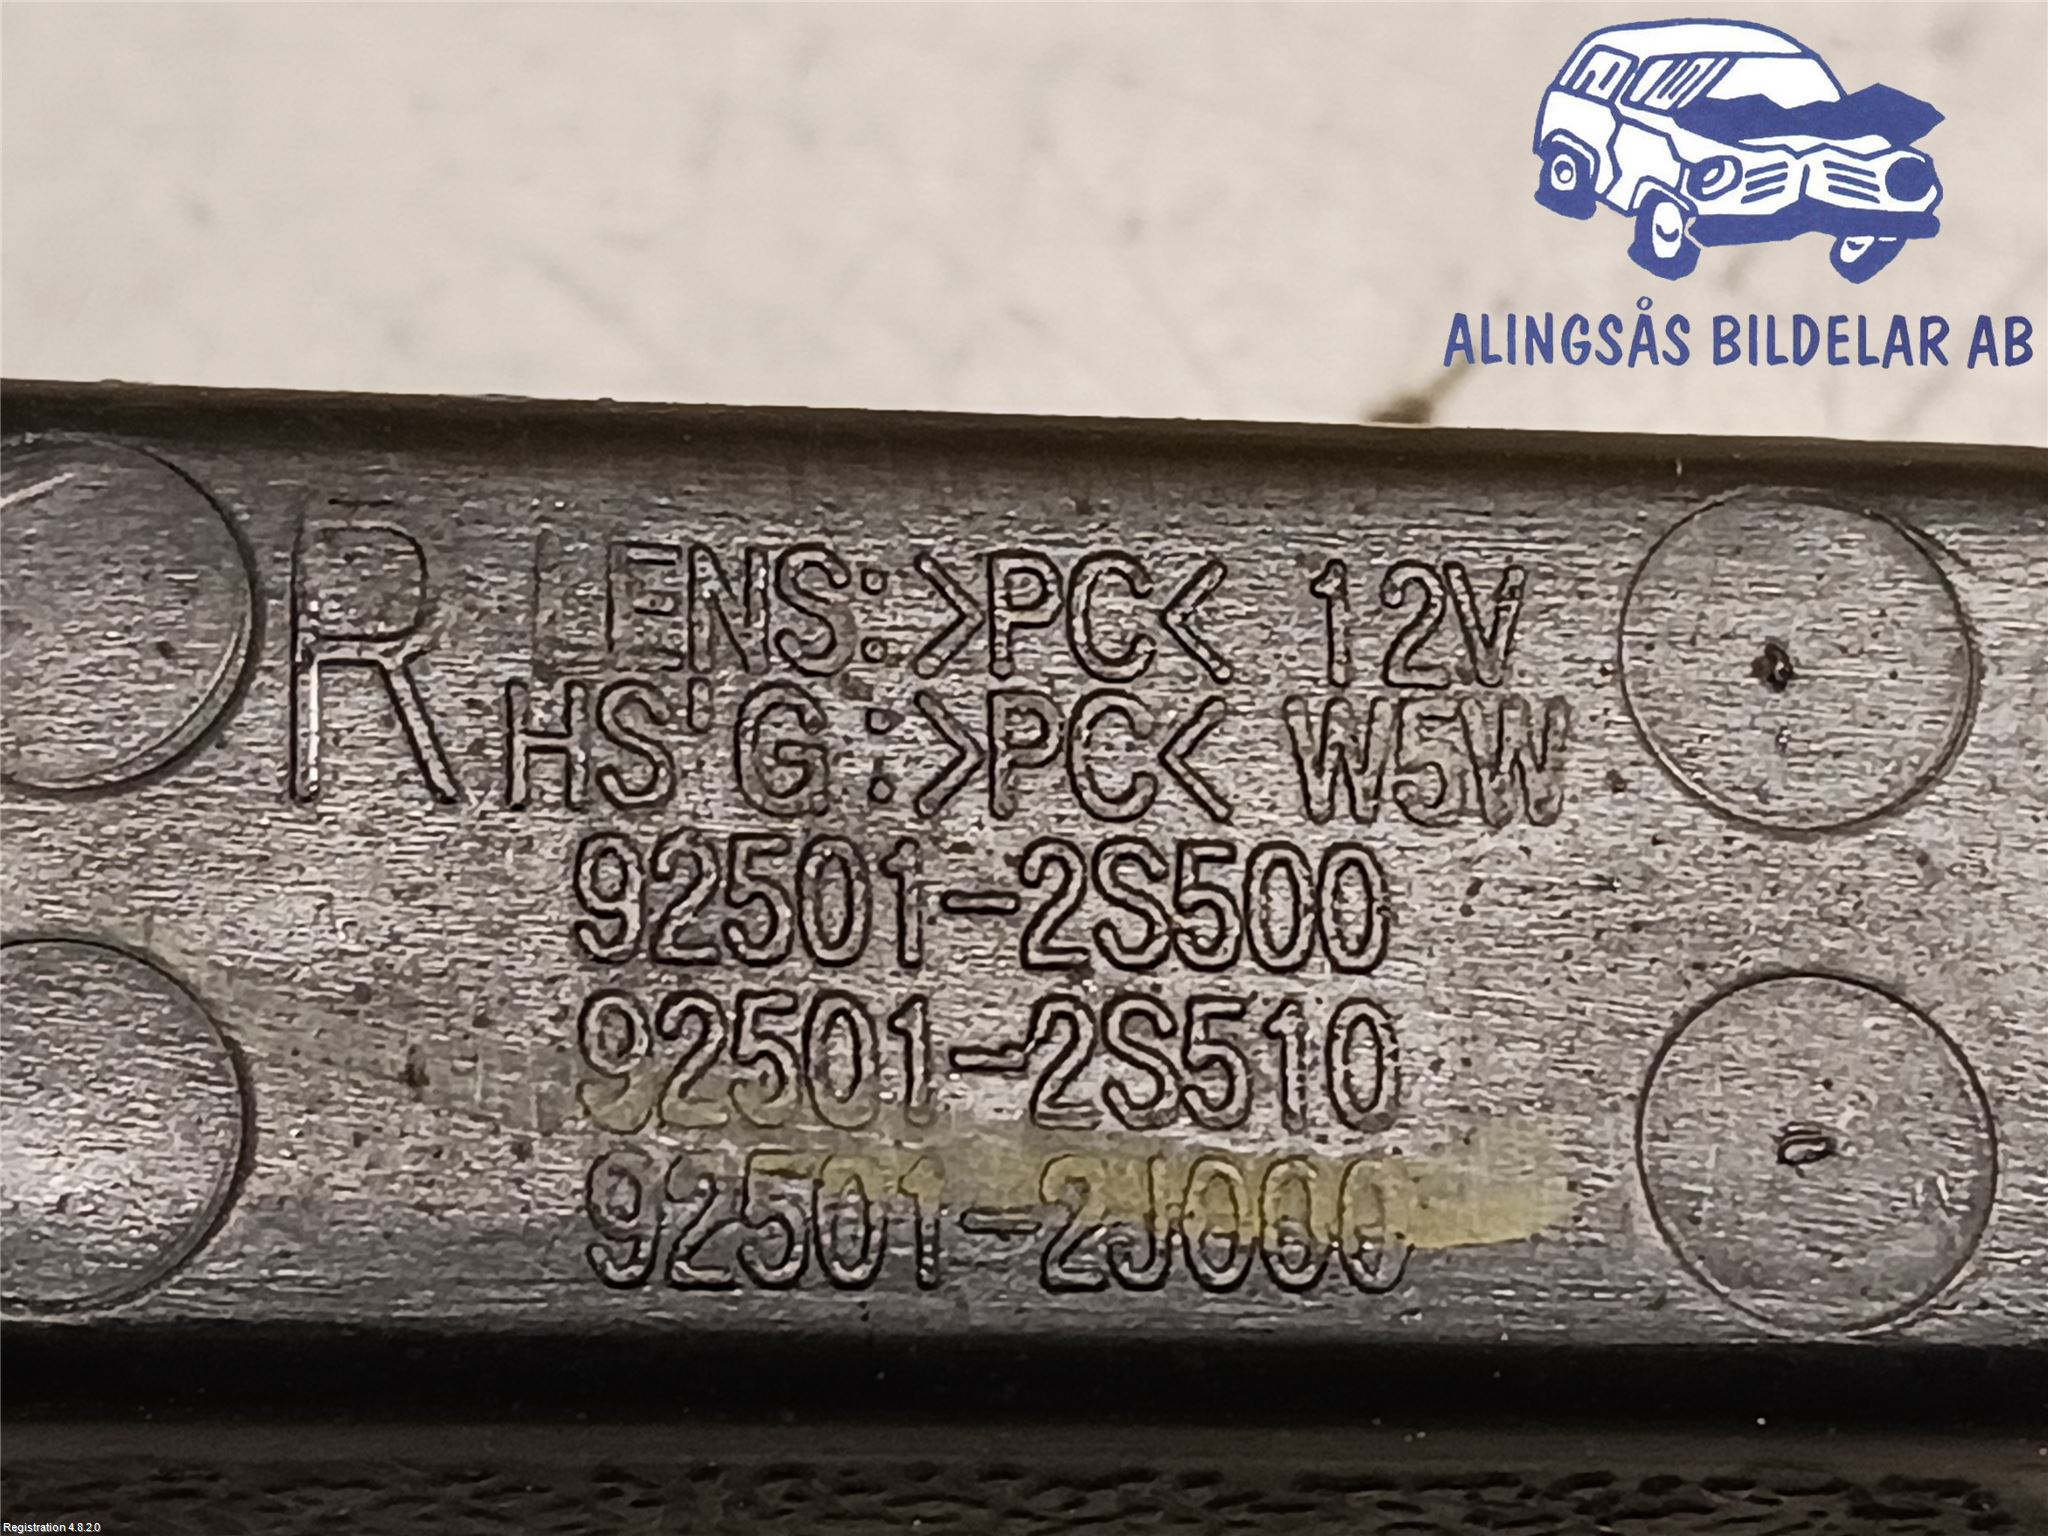 ALINGSÅS BILDELAR AB
R LENS:>PC< 12V
HS'G:>PC< W5W
92501-2S500
92501-2S510
92501-2J000
Registration 4.8.2.0